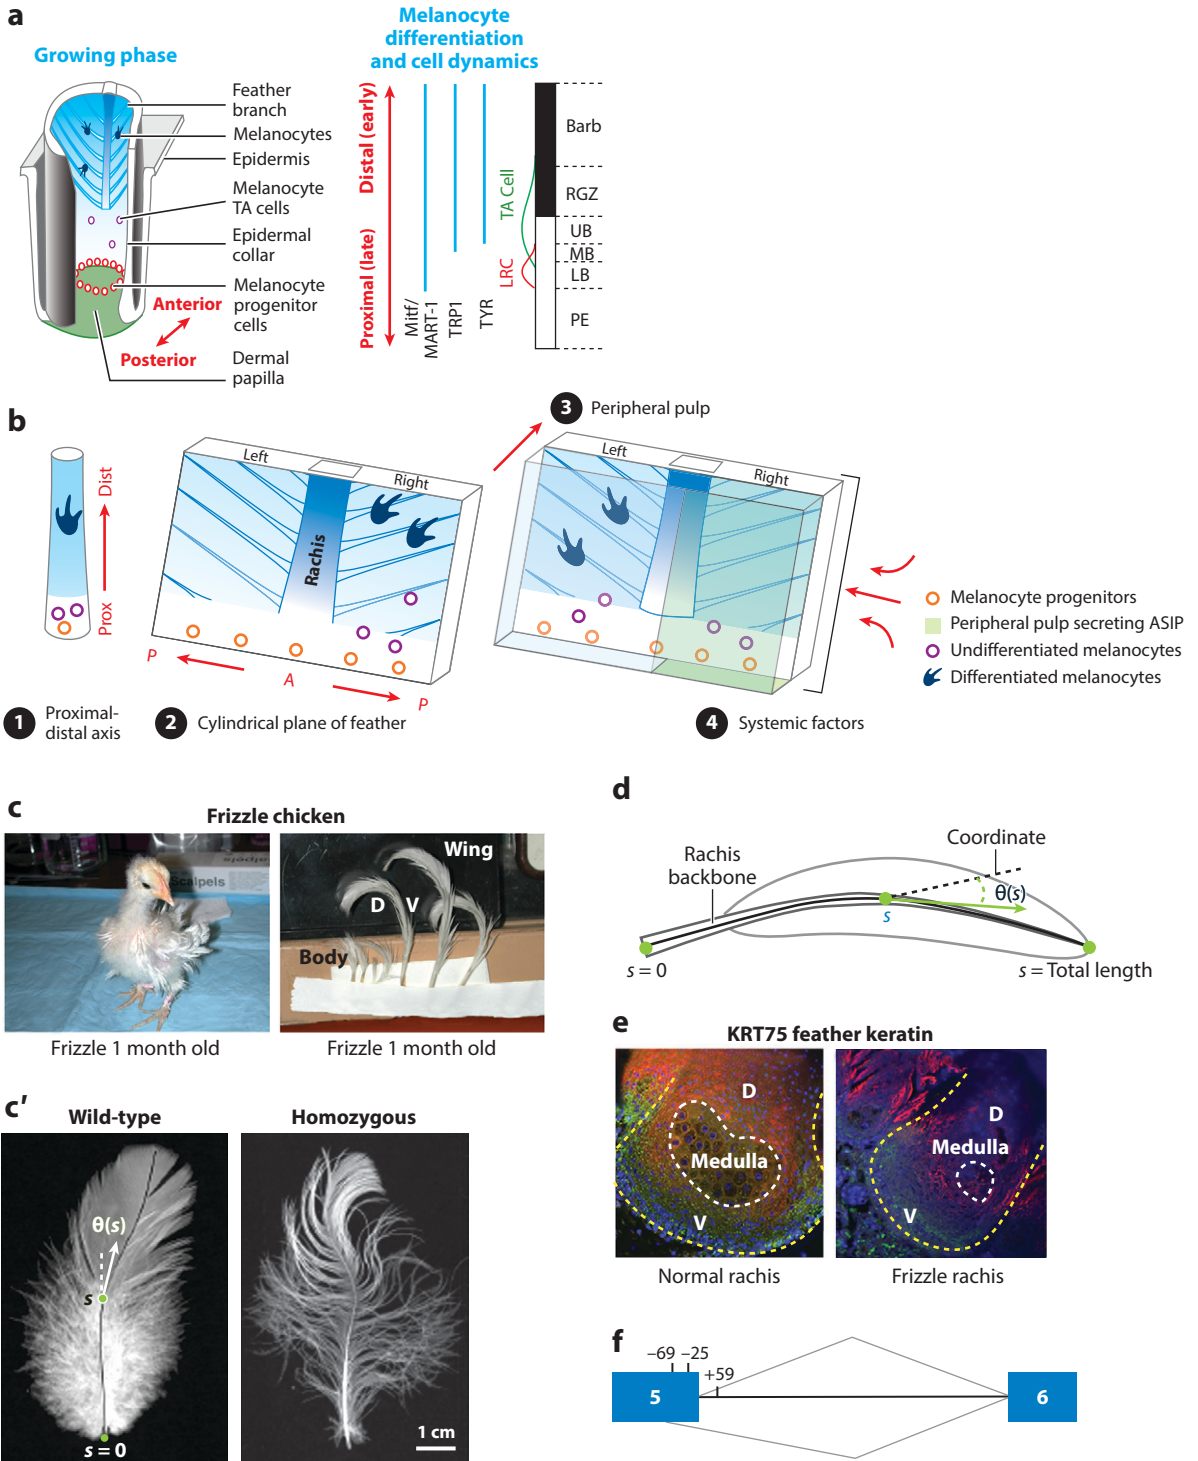 a
Growing phase
Feather
branch
Melanocytes
Epidermis
Melanocyte
TA cells
Epidermal
collar
Melanocyte
progenitor
cells
Dermal
papilla
Anterior
Posterior
Melanocyte
differentiation
and cell dynamics
Distal (early)
Proximal (late)
Mitf/
MART-1
TRP1
TYR
TA Cell
LRC
Barb
RGZ
UB
MB
LB
PE
b
Dist
Prox
1 Proximal-
distal axis
Left
Right
Rachis
P
A
P
2 Cylindrical plane of feather
3 Peripheral pulp
Left
Right
4 Systemic factors
Melanocyte progenitors
Peripheral pulp secreting ASIP
Undifferentiated melanocytes
Differentiated melanocytes
c
Frizzle chicken
Scalpels
Wing
D
V
Body
Frizzle 1 month old
Frizzle 1 month old
c′
Wild-type
Homozygous
θ(s)
s
s = 0
1 cm
d
Rachis
backbone
Coordinate
θ(s)
s
s = 0
s = Total length
e
KRT75 feather keratin
D
Medulla
V
D
Medulla
V
Normal rachis
Frizzle rachis
f
–69
–25
+59
5
6